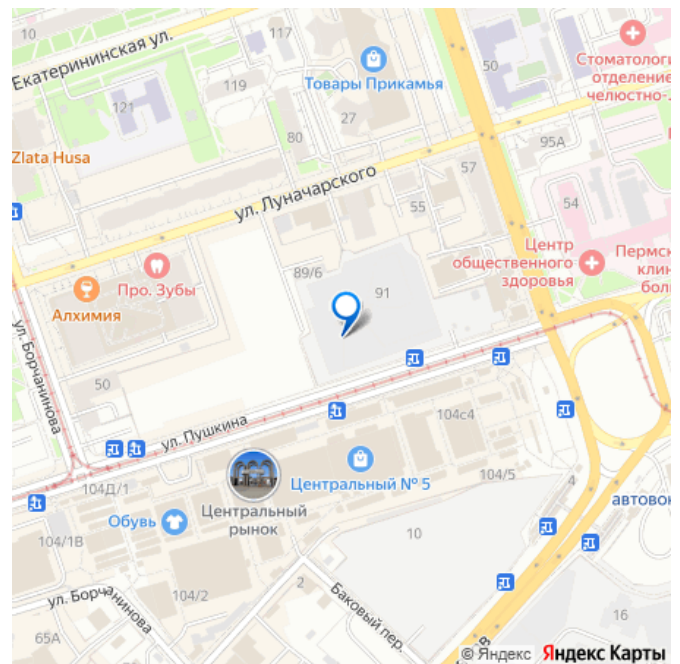 10
117
Екатерининская ул.
50
Стоматологи
отделение
челюстно-
Товары Прикамья
119
121
27
80
95А
Zlata Husa
57
ул. Луначарского
55
54
Центр
общественного
здоровья
Пермск
клин
бол
89/6
91
Про. Зубы
Алхимия
ул. Борчанинова
50
ул. Пушкина
104с4
Центральный № 5
104/5
4
104Д/1
Центральный
рынок
Обувь
автовок
104/1В
10
2
104/2
ул. Борчанинова
Баковый пер.
16
65А
© Яндекс Яндекс Карты